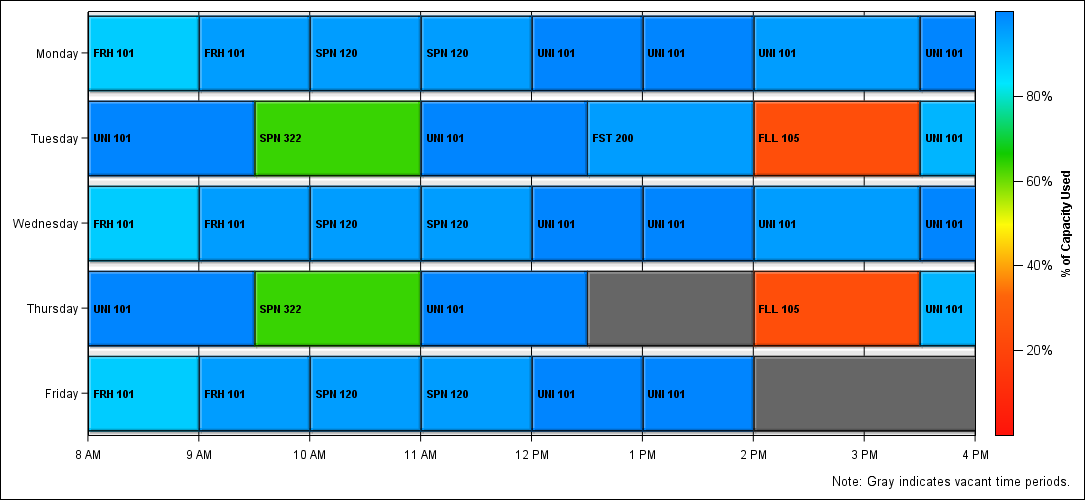 Monday FRH 101 FRH 101 SPN 120 SPN 120 UNI 101 UNI 101 UNI 101 UNI 101
Tuesday UNI 101 SPN 322 UNI 101 FST 200 FLL 105 UNI 101
Wednesday FRH 101 FRH 101 SPN 120 SPN 120 UNI 101 UNI 101 UNI 101 UNI 101
Thursday UNI 101 SPN 322 UNI 101 FLL 105 UNI 101
Friday FRH 101 FRH 101 SPN 120 SPN 120 UNI 101 UNI 101
8 AM 9 AM 10 AM 11 AM 12 PM 1 PM 2 PM 3 PM 4 PM
80%
60%
40%
20%
% of Capacity Used
Note: Gray indicates vacant time periods.